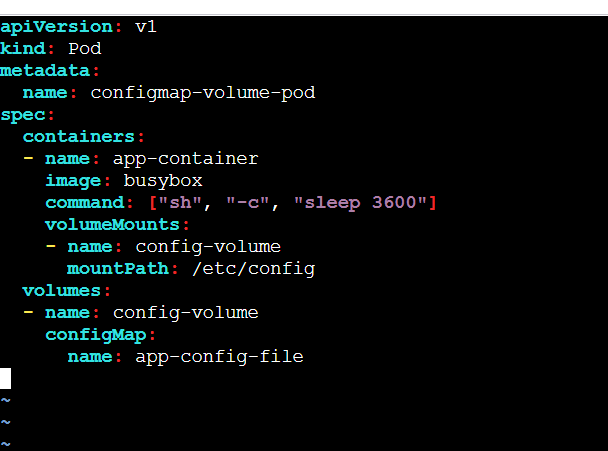 apiVersion: v1
kind: Pod
metadata:
  name: configmap-volume-pod
spec:
  containers:
  - name: app-container
    image: busybox
    command: ["sh", "-c", "sleep 3600"]
    volumeMounts:
    - name: config-volume
      mountPath: /etc/config
  volumes:
  - name: config-volume
    configMap:
      name: app-config-file
~
~
~